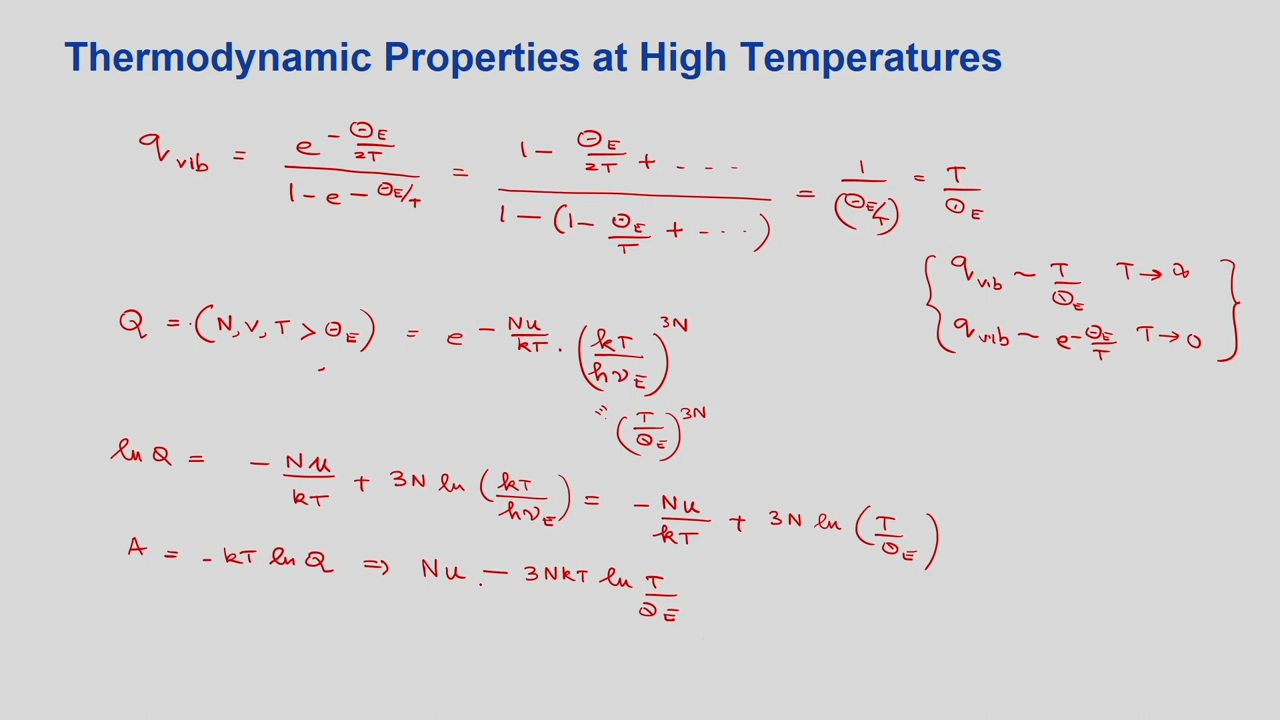 Thermodynamic Properties at High Temperatures
q_vib = e^(-Θ_E/2T) / (1 - e^(-Θ_E/T)) = (1 - Θ_E/2T + ...) / (1 - (1 - Θ_E/T + ...)) = 1/(Θ_E/T) = T/Θ_E
{ q_vib ~ T/Θ_E T → ∞
q_vib ~ e^(-Θ_E/T) T → 0 }
Q = (N, V, T > Θ_E) = e^(-Nu/kT) · (kT/hν_E)^3N
= (T/Θ_E)^3N
ln Q = - Nu/kT + 3N ln (kT/hν_E) = - Nu/kT + 3N ln (T/Θ_E)
A = - kT ln Q ⇒ Nu - 3NkT ln T/Θ_E